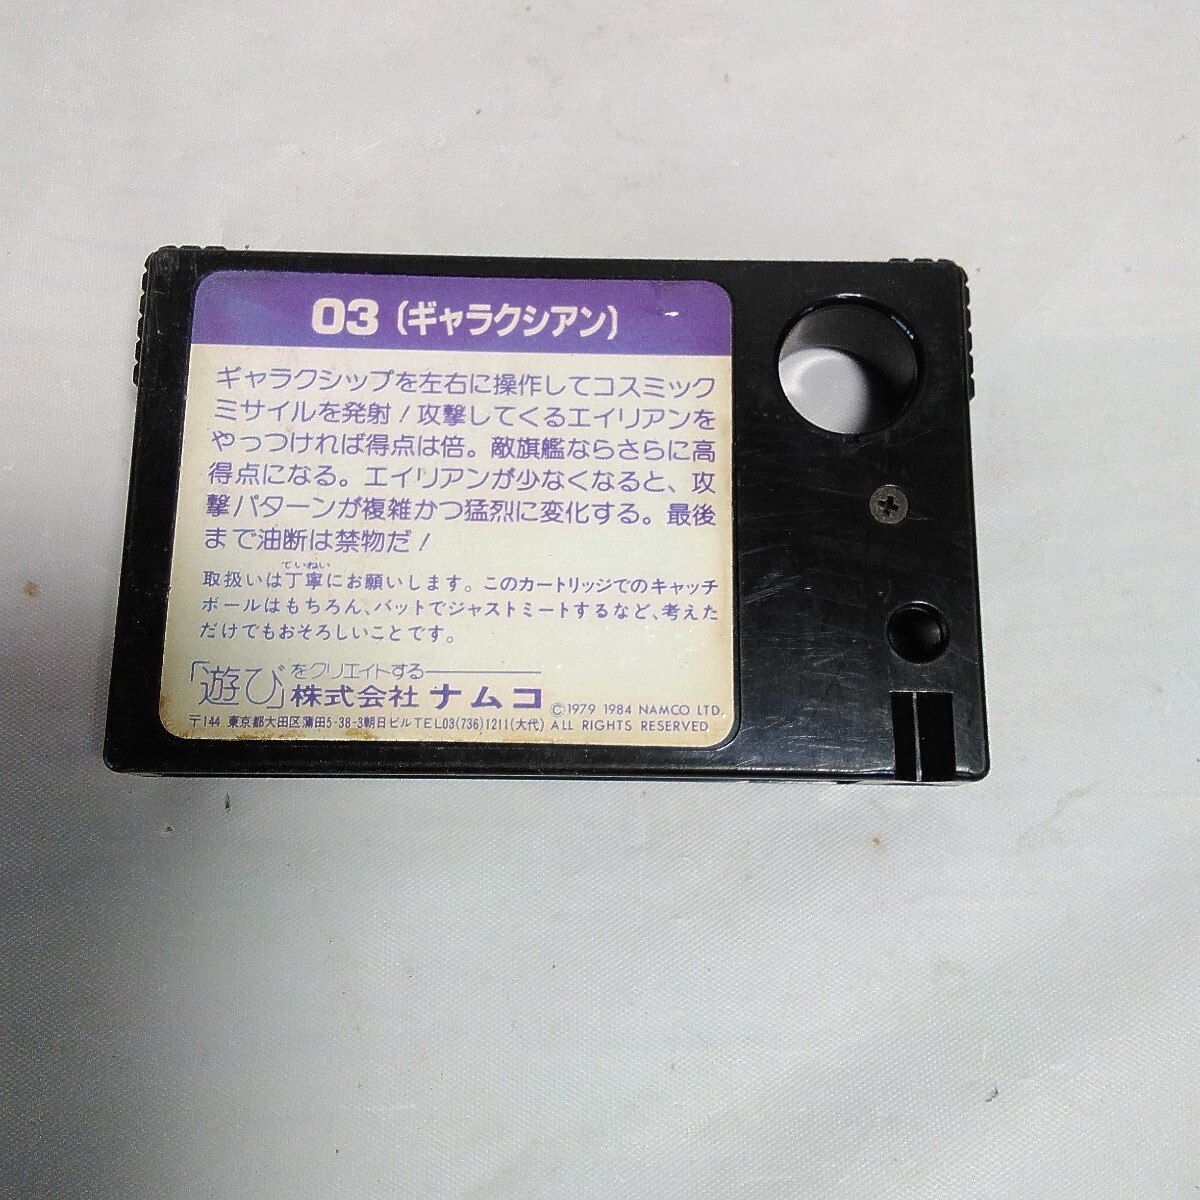 03〔ギャラクシアン〕
ギャラクシップを左右に操作してコスミック
ミサイルを発射！攻撃してくるエイリアンを
やっつければ得点は倍。敵旗艦ならさらに高
得点になる。エイリアンが少なくなると、攻
撃パターンが複雑かつ猛烈に変化する。最後
まで油断は禁物だ！
ていねい
取扱いは丁寧にお願いします。このカートリッジでのキャッチ
ボールはもちろん、バットでジャストミートするなど、考えた
だけでもおそろしいことです。
「遊び」をクリエイトする
株式会社 ナムコ ©1979 1984 NAMCO LTD.
〒144 東京都大田区蒲田5-38-3朝日ビルTEL03(736)1211(大代) ALL RIGHTS RESERVED